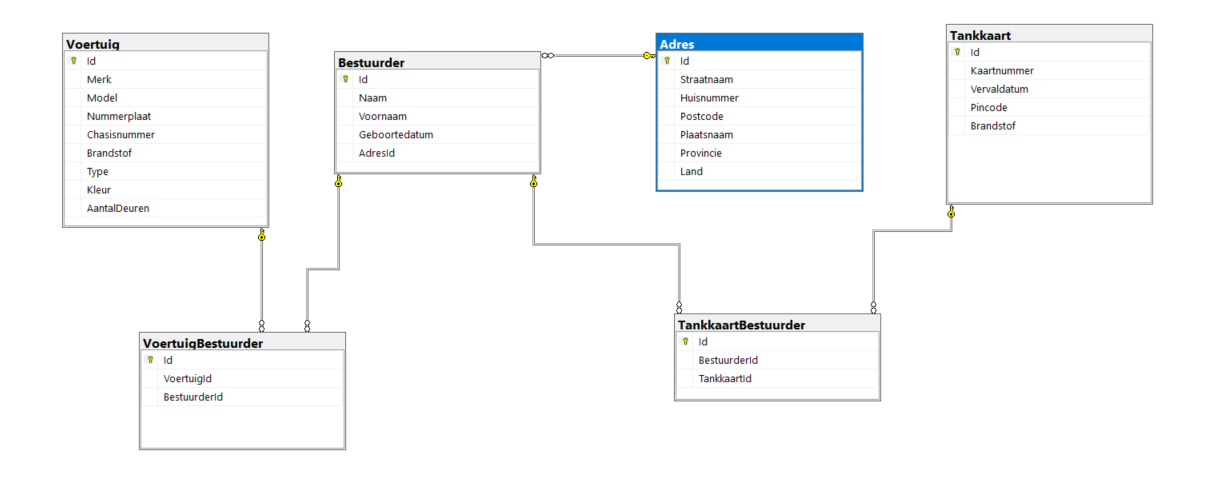 Voertuig
Id
Merk
Model
Nummerplaat
Chasisnummer
Brandstof
Type
Kleur
AantalDeuren
Bestuurder
Id
Naam
Voornaam
Geboortedatum
AdresId
Adres
Id
Straatnaam
Huisnummer
Postcode
Plaatsnaam
Provincie
Land
Tankkaart
Id
Kaartnummer
Vervaldatum
Pincode
Brandstof
VoertuigBestuurder
Id
VoertuigId
BestuurderId
TankkaartBestuurder
Id
BestuurderId
TankkaartId